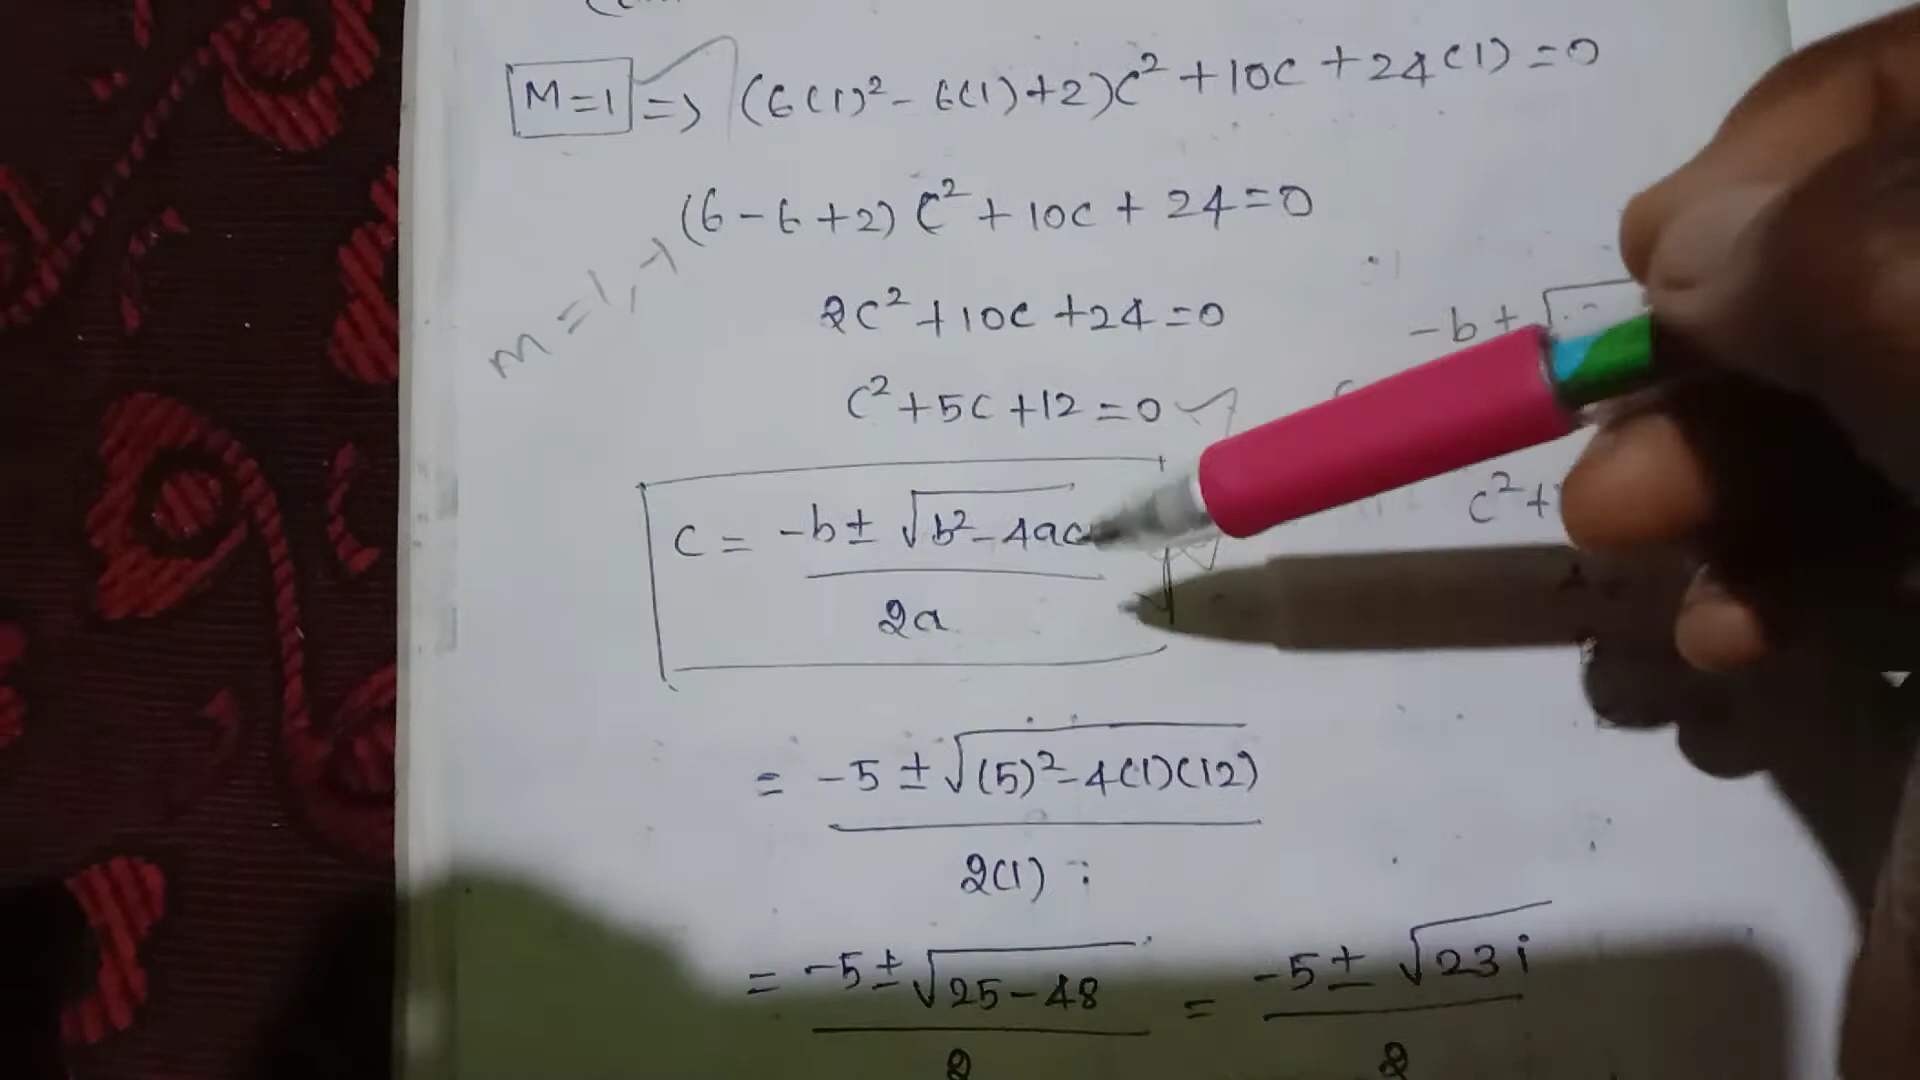 M=1 => (6(1)²- 6(1)+2)c²+10c +24(1)=0
(6-6+2) c²+10c+24=0
m=1,
2c²+10c+24=0
-b±√
c²+5c+12=0
c²+
c = -b±√b²-4ac
2a
= -5±√(5)²-4(1)(12)
2(1)
= -5±√25-48 = -5±√23i
2 2